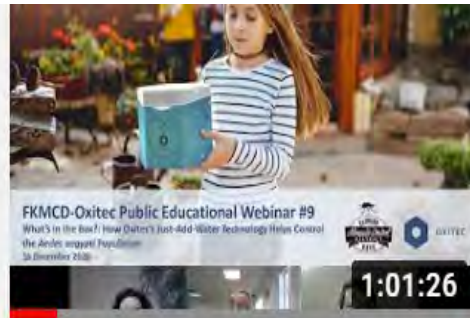 FKMCD-Oxitec Public Educational Webinar #9
What's in the Box?: How Oxitec's Just-Add-Water Technology Helps Control
the Aedes aegypti Population
16 December 2020
OXITEC
1:01:26